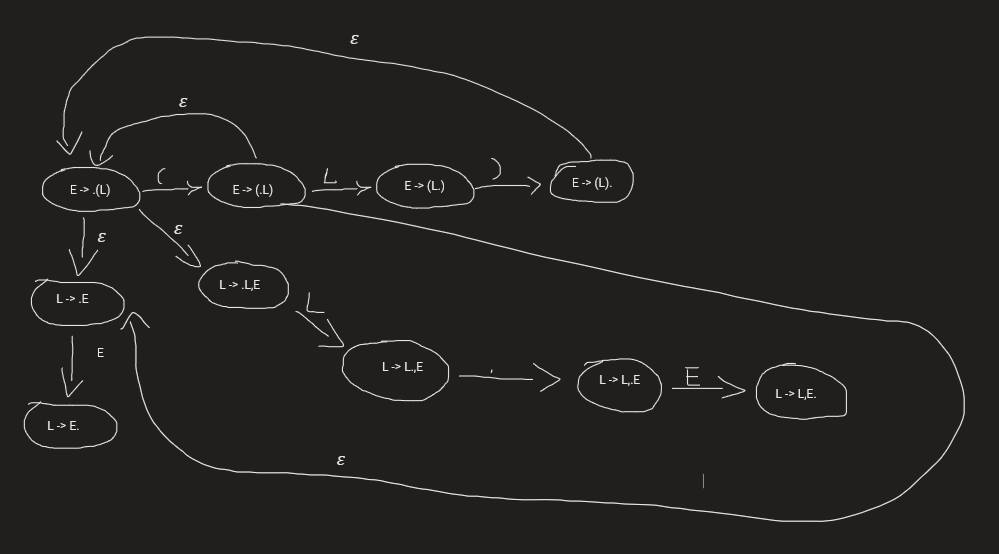 ε
ε
E -> .(L)
(
E -> (.L)
L
E -> (L.)
)
E -> (L).
ε
ε
L -> .E
L -> .L,E
L
E
L -> L.,E
,
L -> L,.E
E
L -> L,E.
L -> E.
ε